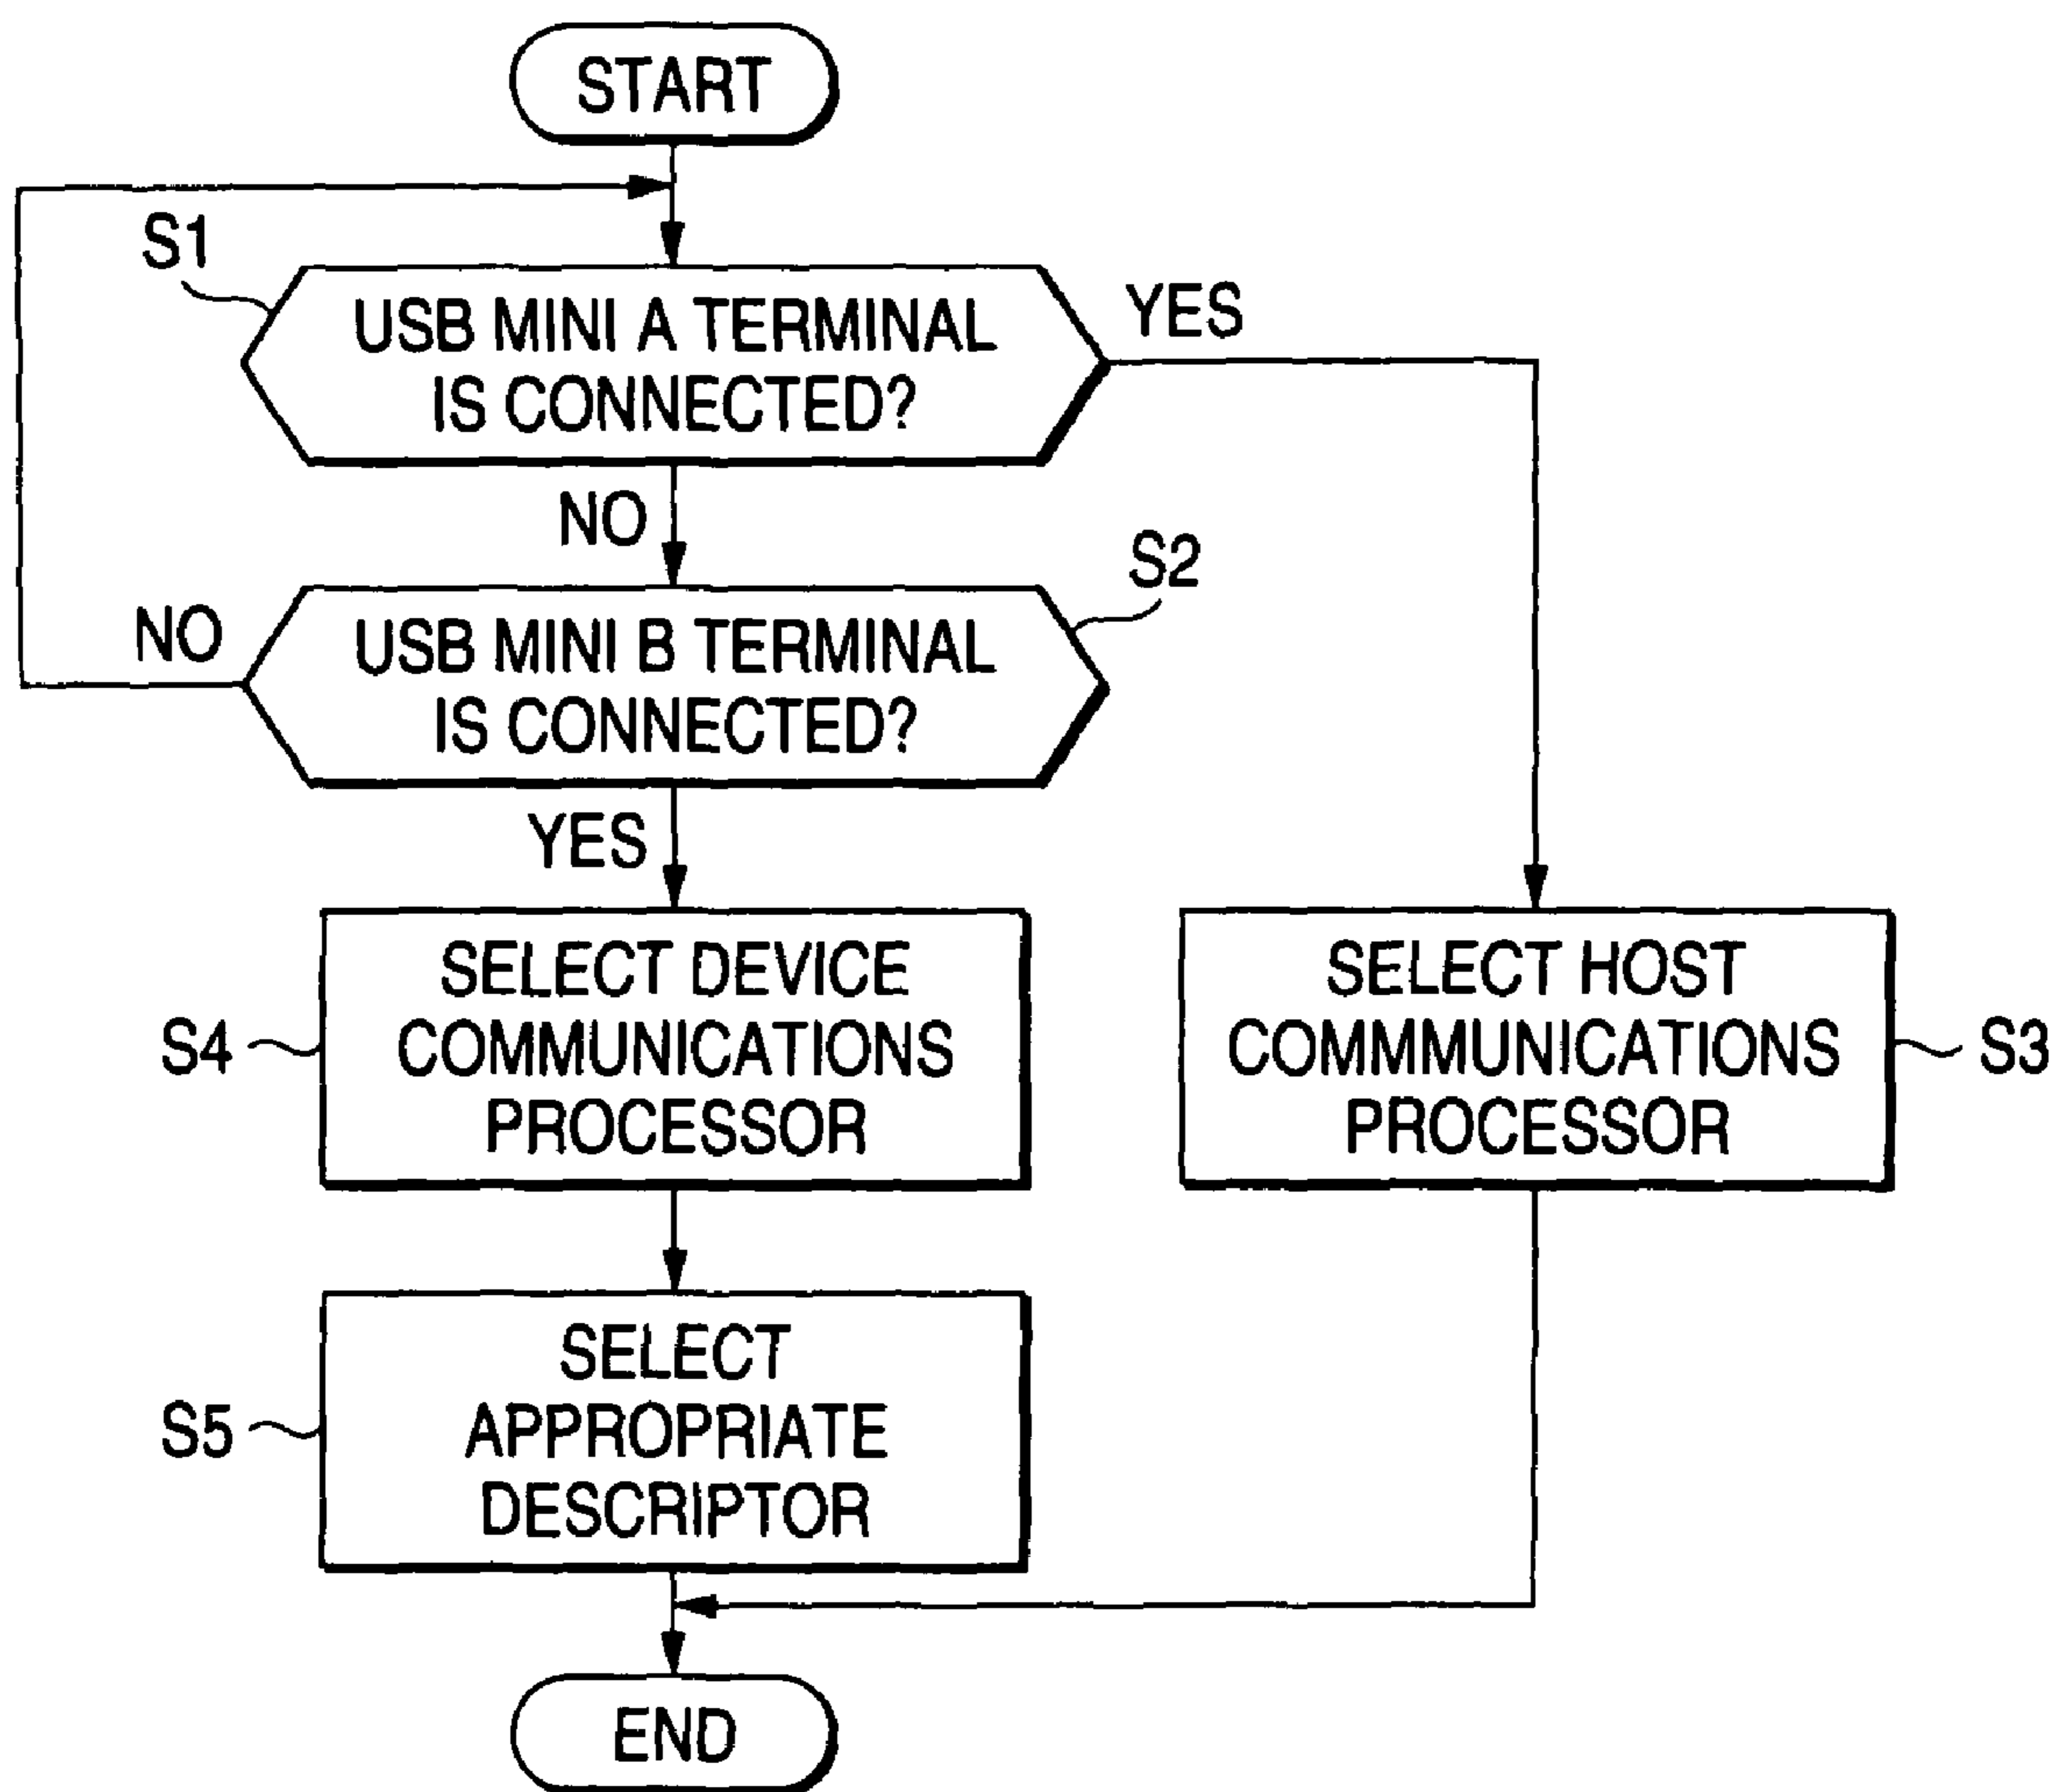 START
S1
USB MINI A TERMINAL
IS CONNECTED?
YES
NO
S2
USB MINI B TERMINAL
IS CONNECTED?
NO
YES
SELECT DEVICE
COMMUNICATIONS
PROCESSOR
S4
SELECT HOST
COMMMUNICATIONS
PROCESSOR
S3
SELECT
APPROPRIATE
DESCRIPTOR
S5
END